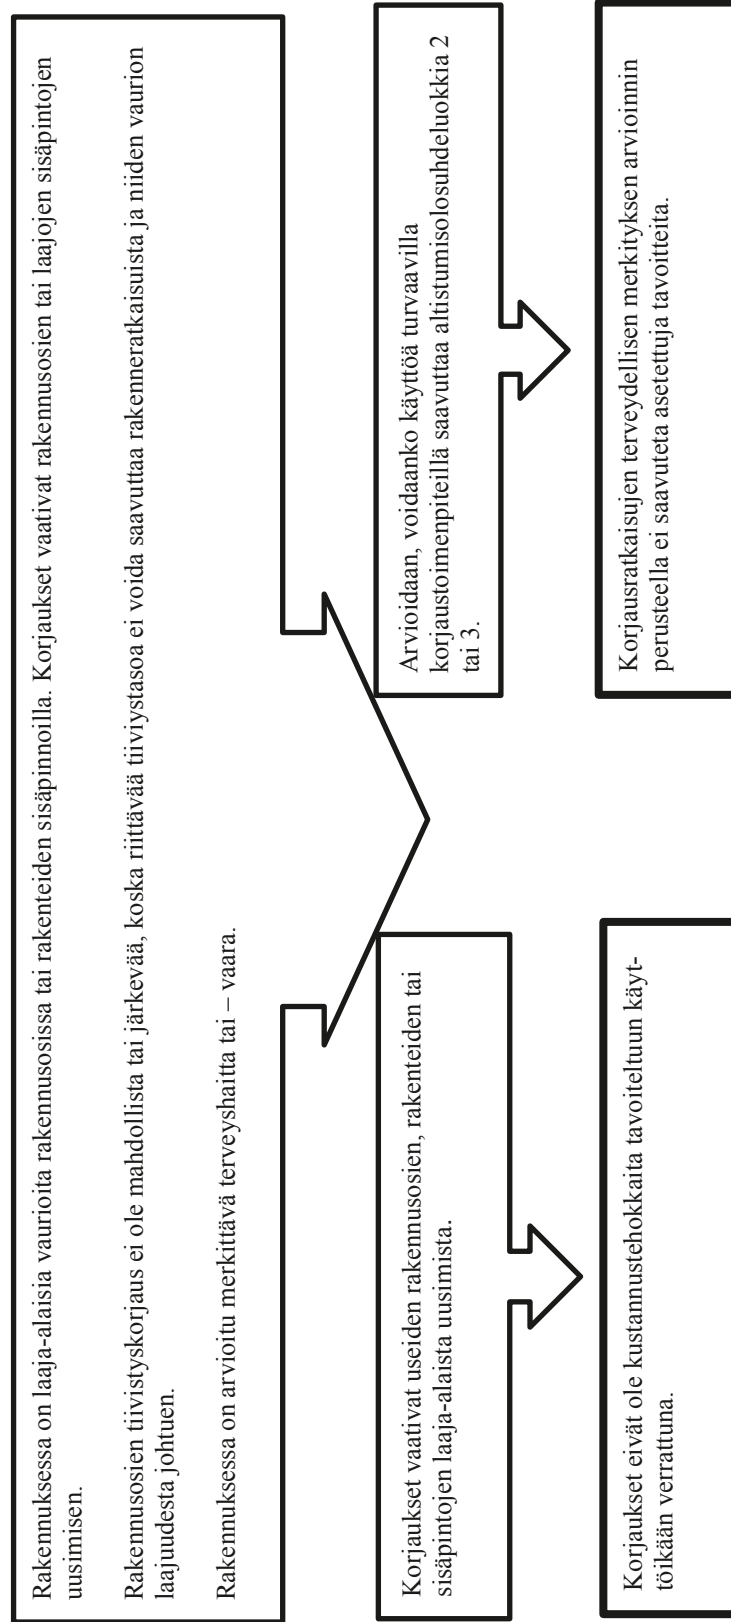 Rakennuksessa on laaja-alaisia vaurioita rakennusosissa tai rakenteiden sisäpinnoilla. Korjaukset vaativat rakennusosien tai laajojen sisäpintojen
uusimisen.
Rakennusosien tiivistyskorjaus ei ole mahdollista tai järkevää, koska riittävää tiiviystasoa ei voida saavuttaa rakenneratkaisuista ja niiden vaurion
laajuudesta johtuen.
Rakennuksessa on arvioitu merkittävä terveyshaitta tai – vaara.
Korjaukset vaativat useiden rakennusosien, rakenteiden tai
sisäpintojen laaja-alaista uusimista.
Arvioidaan, voidaanko käyttöä turvaavilla
korjaustoimenpiteillä saavuttaa altistumisolosuhdeluokkia 2
tai 3.
Korjaukset eivät ole kustannustehokkaita tavoiteltuun käyt-
töikään verrattuna.
Korjausratkaisujen terveydellisen merkityksen arvioinnin
perusteella ei saavuteta asetettuja tavoitteita.